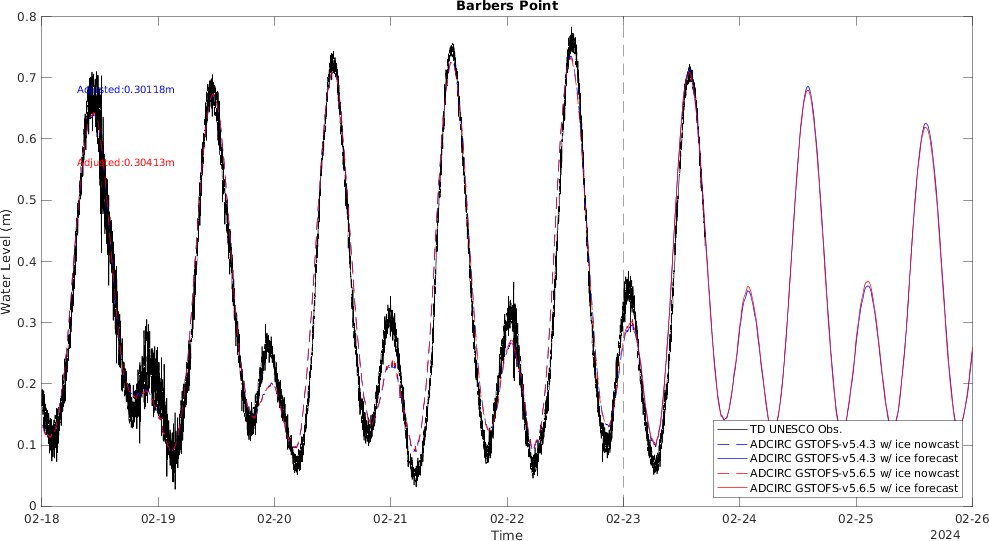 Barbers Point
0.8
0.7
0.6
0.5
0.4
0.3
0.2
0.1
0
Water Level (m)
Adjusted:0.30118m
Adjusted:0.30413m
TD UNESCO Obs.
ADCIRC GSTOFS-v5.4.3 w/ ice nowcast
ADCIRC GSTOFS-v5.4.3 w/ ice forecast
ADCIRC GSTOFS-v5.6.5 w/ ice nowcast
ADCIRC GSTOFS-v5.6.5 w/ ice forecast
02-18 02-19 02-20 02-21 02-22 02-23 02-24 02-25 02-26
Time
2024